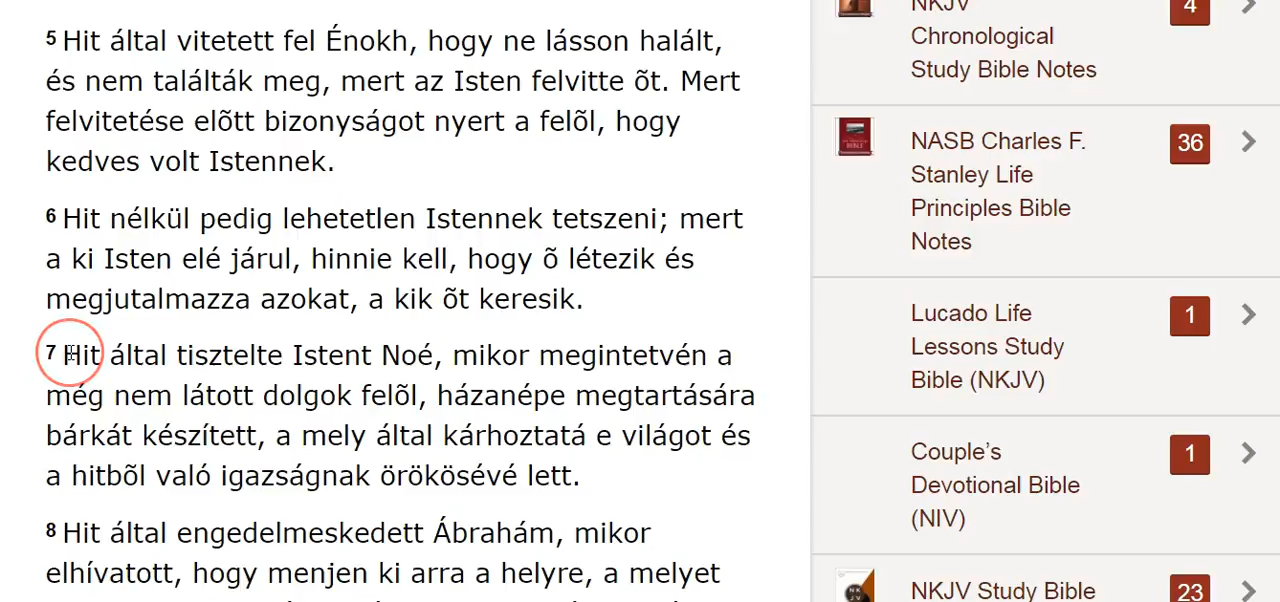 5 Hit által vitetett fel Énokh, hogy ne lásson halált,
és nem találták meg, mert az Isten felvitte õt. Mert
felvitetése elõtt bizonyságot nyert a felõl, hogy
kedves volt Istennek.
6 Hit nélkül pedig lehetetlen Istennek tetszeni; mert
a ki Isten elé járul, hinnie kell, hogy õ létezik és
megjutalmazza azokat, a kik õt keresik.
7 Hit által tisztelte Istent Noé, mikor megintetvén a
még nem látott dolgok felõl, házanépe megtartására
bárkát készített, a mely által kárhoztatá e világot és
a hitbõl való igazságnak örökösévé lett.
8 Hit által engedelmeskedett Ábrahám, mikor
elhívatott, hogy menjen ki arra a helyre, a melyet
NKJV
Chronological
Study Bible Notes
4
NASB Charles F.
Stanley Life
Principles Bible
Notes
36
Lucado Life
Lessons Study
Bible (NKJV)
1
Couple’s
Devotional Bible
(NIV)
1
NKJV Study Bible
23